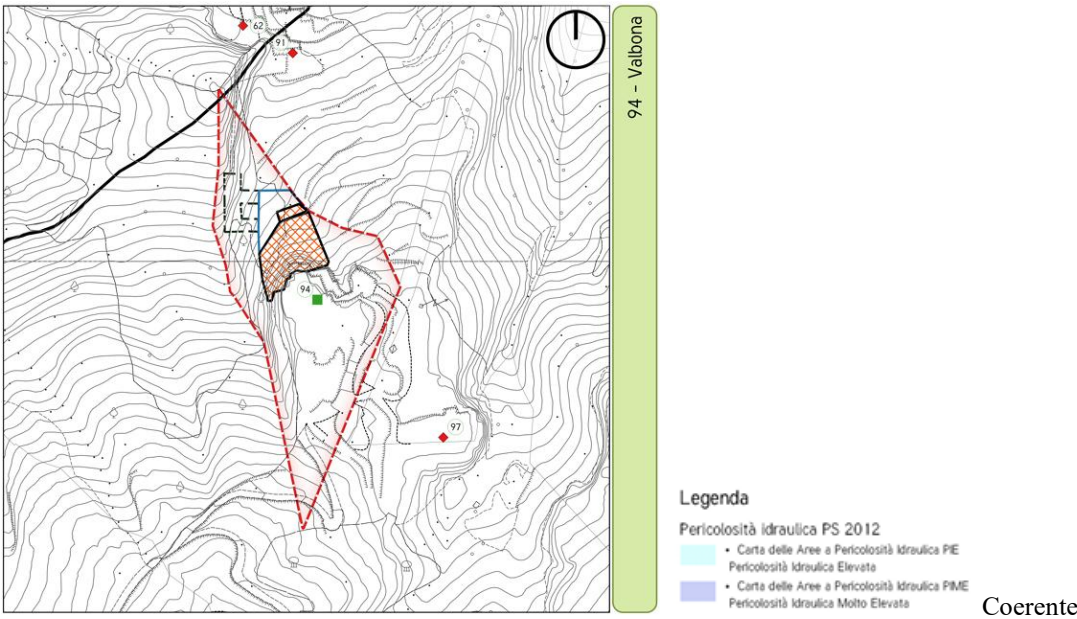 62
91
94
97
94 - Valbona
Legenda
Pericolosità idraulica PS 2012
• Carta delle Aree a Pericolosità Idraulica PIE
Pericolosità Idraulica Elevata
• Carta delle Aree a Pericolosità Idraulica PIME
Pericolosità Idraulica Molto Elevata
Coerente